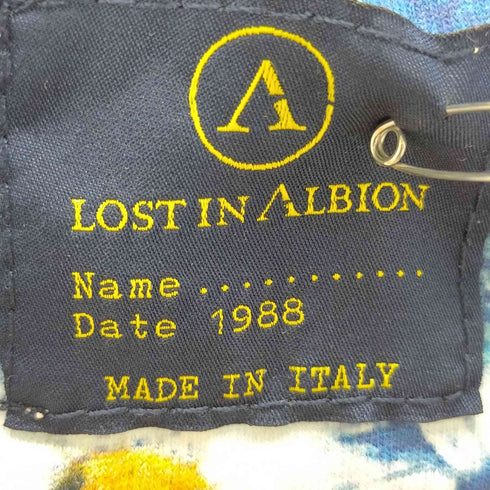 A
LOST IN ALBION
Name ............
Date 1988
MADE IN ITALY